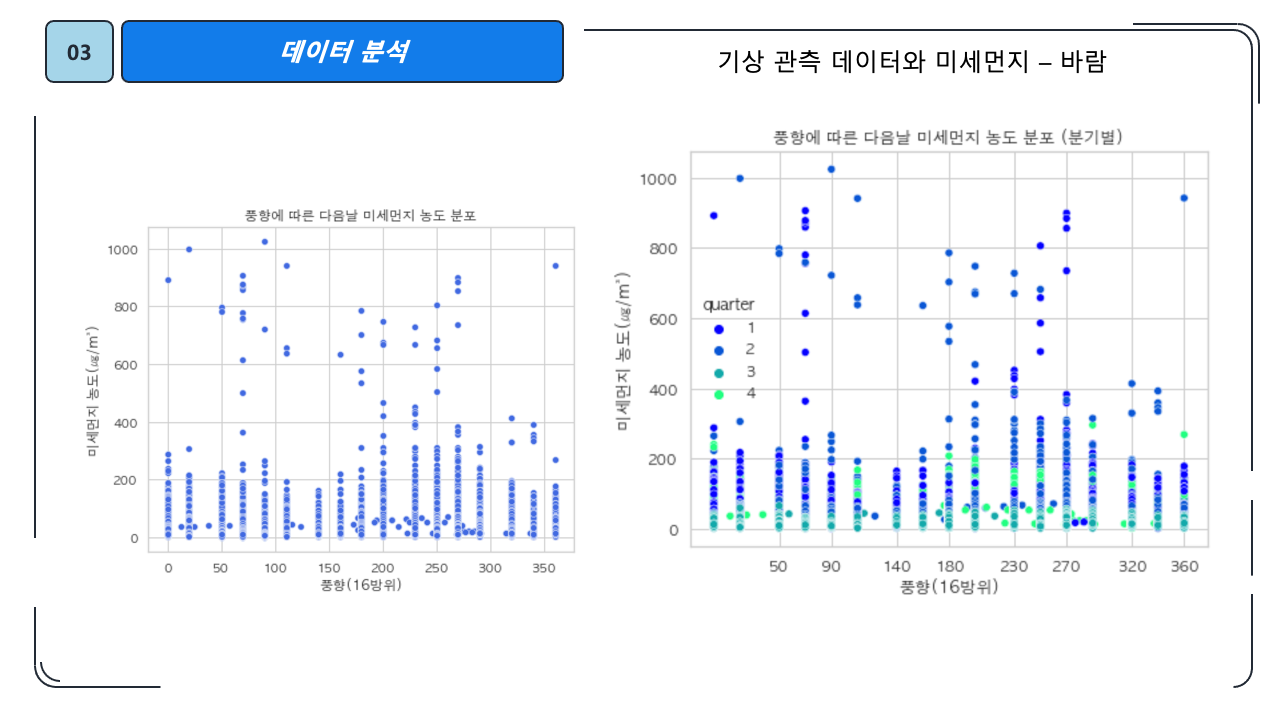 03
데이터 분석
기상 관측 데이터와 미세먼지 – 바람
풍향에 따른 다음날 미세먼지 농도 분포
미세먼지 농도(㎍/㎥)
1000
800
600
400
200
0
0 50 100 150 200 250 300 350
풍향(16방위)
풍향에 따른 다음날 미세먼지 농도 분포 (분기별)
미세먼지 농도(㎍/㎥)
1000
800
600
400
200
0
quarter
1
2
3
4
50 90 140 180 230 270 320 360
풍향(16방위)